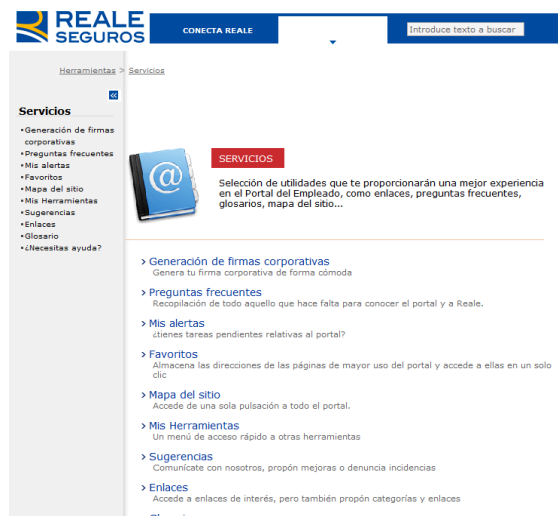 REALE
SEGUROS
CONECTA REALE
Introduce texto a buscar
Herramientas > Servicios
Servicios
•Generación de firmas
corporativas
•Preguntas frecuentes
•Mis alertas
•Favoritos
•Mapa del sitio
•Mis Herramientas
•Sugerencias
•Enlaces
•Glosario
•¿Necesitas ayuda?
SERVICIOS
Selección de utilidades que te proporcionarán una mejor experiencia
en el Portal del Empleado, como enlaces, preguntas frecuentes,
glosarios, mapa del sitio...
> Generación de firmas corporativas
Genera tu firma corporativa de forma cómoda
> Preguntas frecuentes
Recopilación de todo aquello que hace falta para conocer el portal y a Reale.
> Mis alertas
¿tienes tareas pendientes relativas al portal?
> Favoritos
Almacena las direcciones de las páginas de mayor uso del portal y accede a ellas en un solo
clic
> Mapa del sitio
Accede de una sola pulsación a todo el portal.
> Mis Herramientas
Un menú de acceso rápido a otras herramientas
> Sugerencias
Comunícate con nosotros, propón mejoras o denuncia incidencias
> Enlaces
Accede a enlaces de interés, pero también propón categorías y enlaces